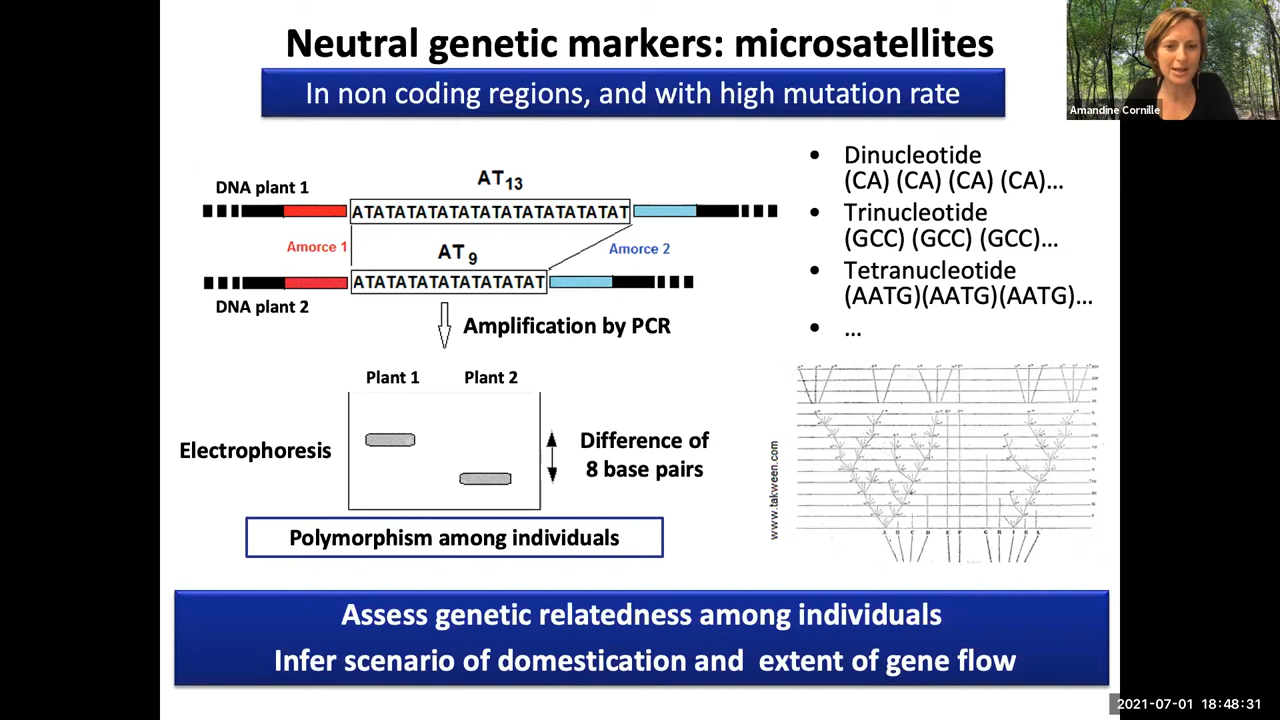 Neutral genetic markers: microsatellites
In non coding regions, and with high mutation rate
Amandine Cornille
AT13
DNA plant 1
ATATATATATATATATATATATATAT
Amorce 1
AT9
Amorce 2
ATATATATATATATATAT
DNA plant 2
Amplification by PCR
Plant 1
Plant 2
Electrophoresis
Difference of
8 base pairs
Polymorphism among individuals
• Dinucleotide
(CA) (CA) (CA) (CA)...
• Trinucleotide
(GCC) (GCC) (GCC)...
• Tetranucleotide
(AATG)(AATG)(AATG)...
• ...
www.takween.com
Assess genetic relatedness among individuals
Infer scenario of domestication and extent of gene flow
2021-07-01 18:48:31